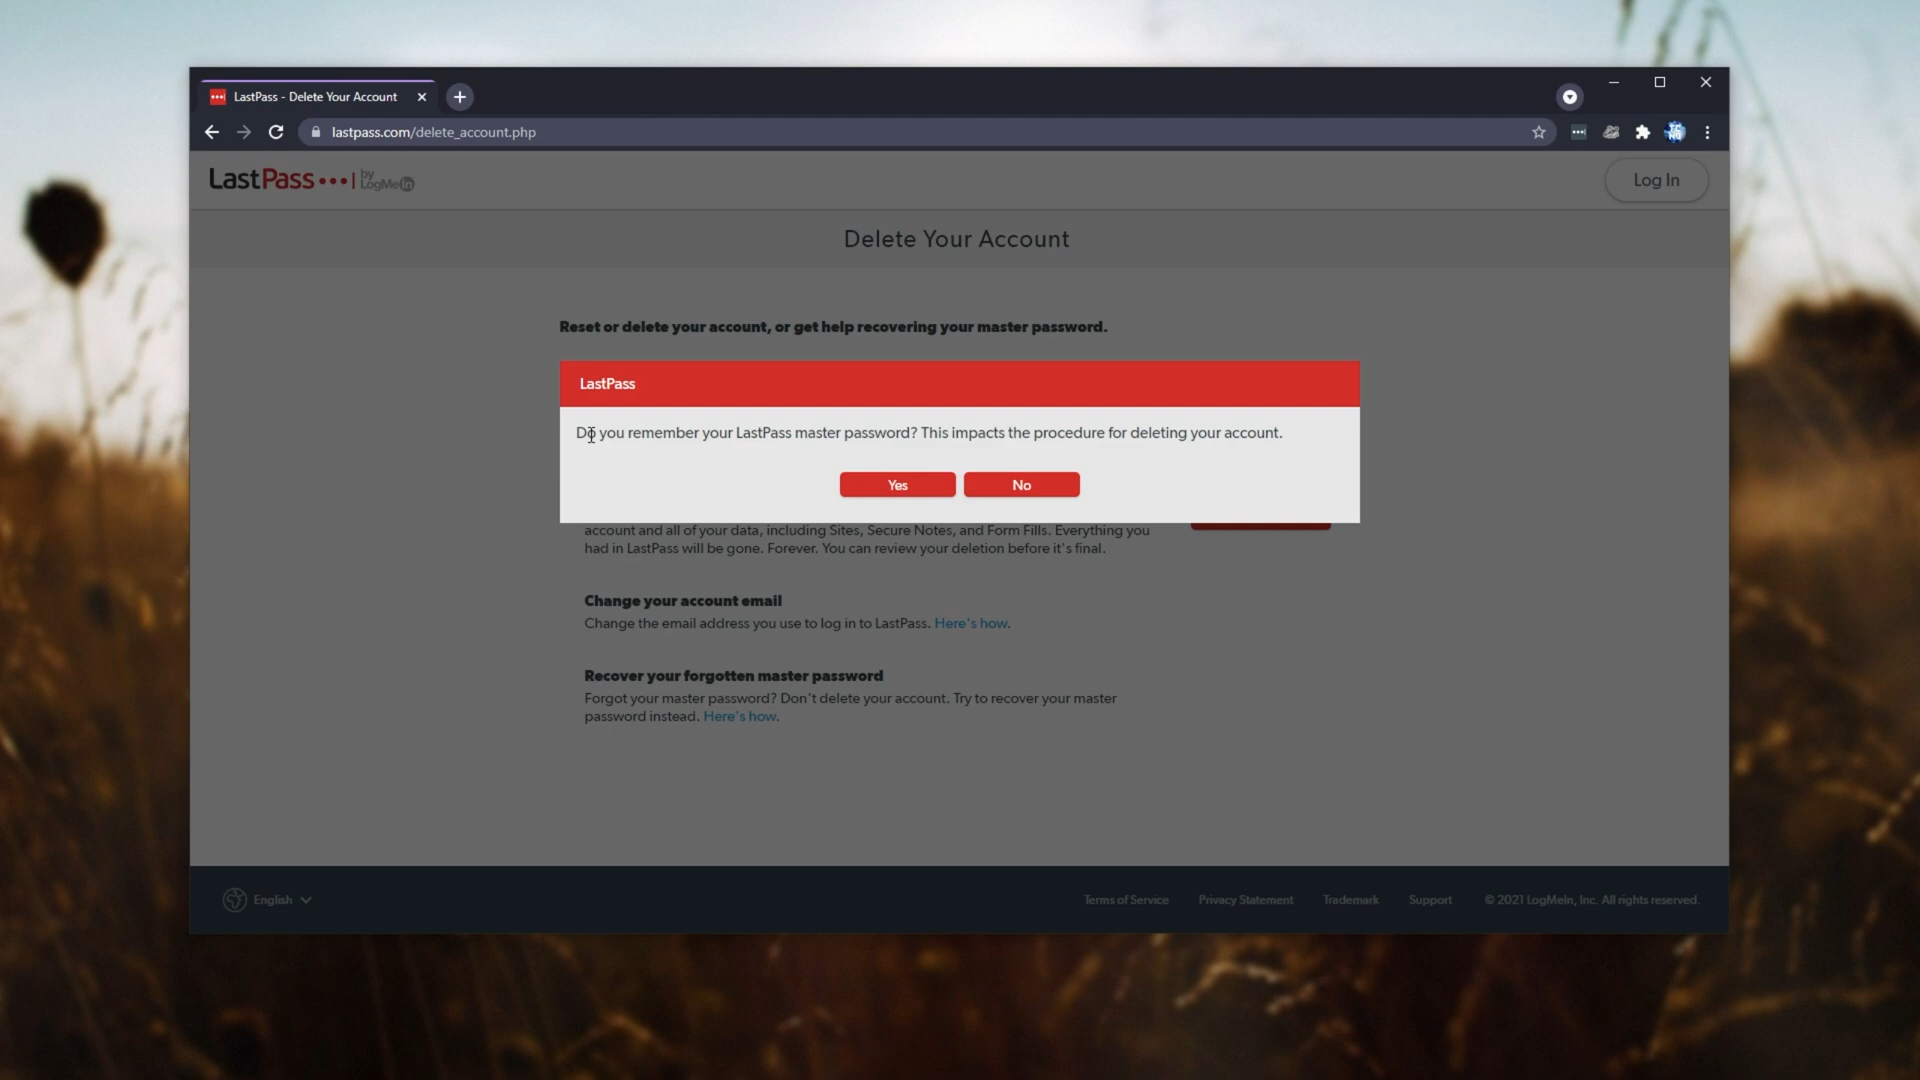 LastPass - Delete Your Account
lastpass.com/delete_account.php
LastPass by LogMeIn
Log In
Delete Your Account
Reset or delete your account, or get help recovering your master password.
LastPass
Do you remember your LastPass master password? This impacts the procedure for deleting your account.
Yes No
account and all of your data, including Sites, Secure Notes, and Form Fills. Everything you
had in LastPass will be gone. Forever. You can review your deletion before it's final.
Change your account email
Change the email address you use to log in to LastPass. Here's how.
Recover your forgotten master password
Forgot your master password? Don't delete your account. Try to recover your master
password instead. Here's how.
English Terms of Service Privacy Statement Trademark Support © 2021 LogMeIn, Inc. All rights reserved.